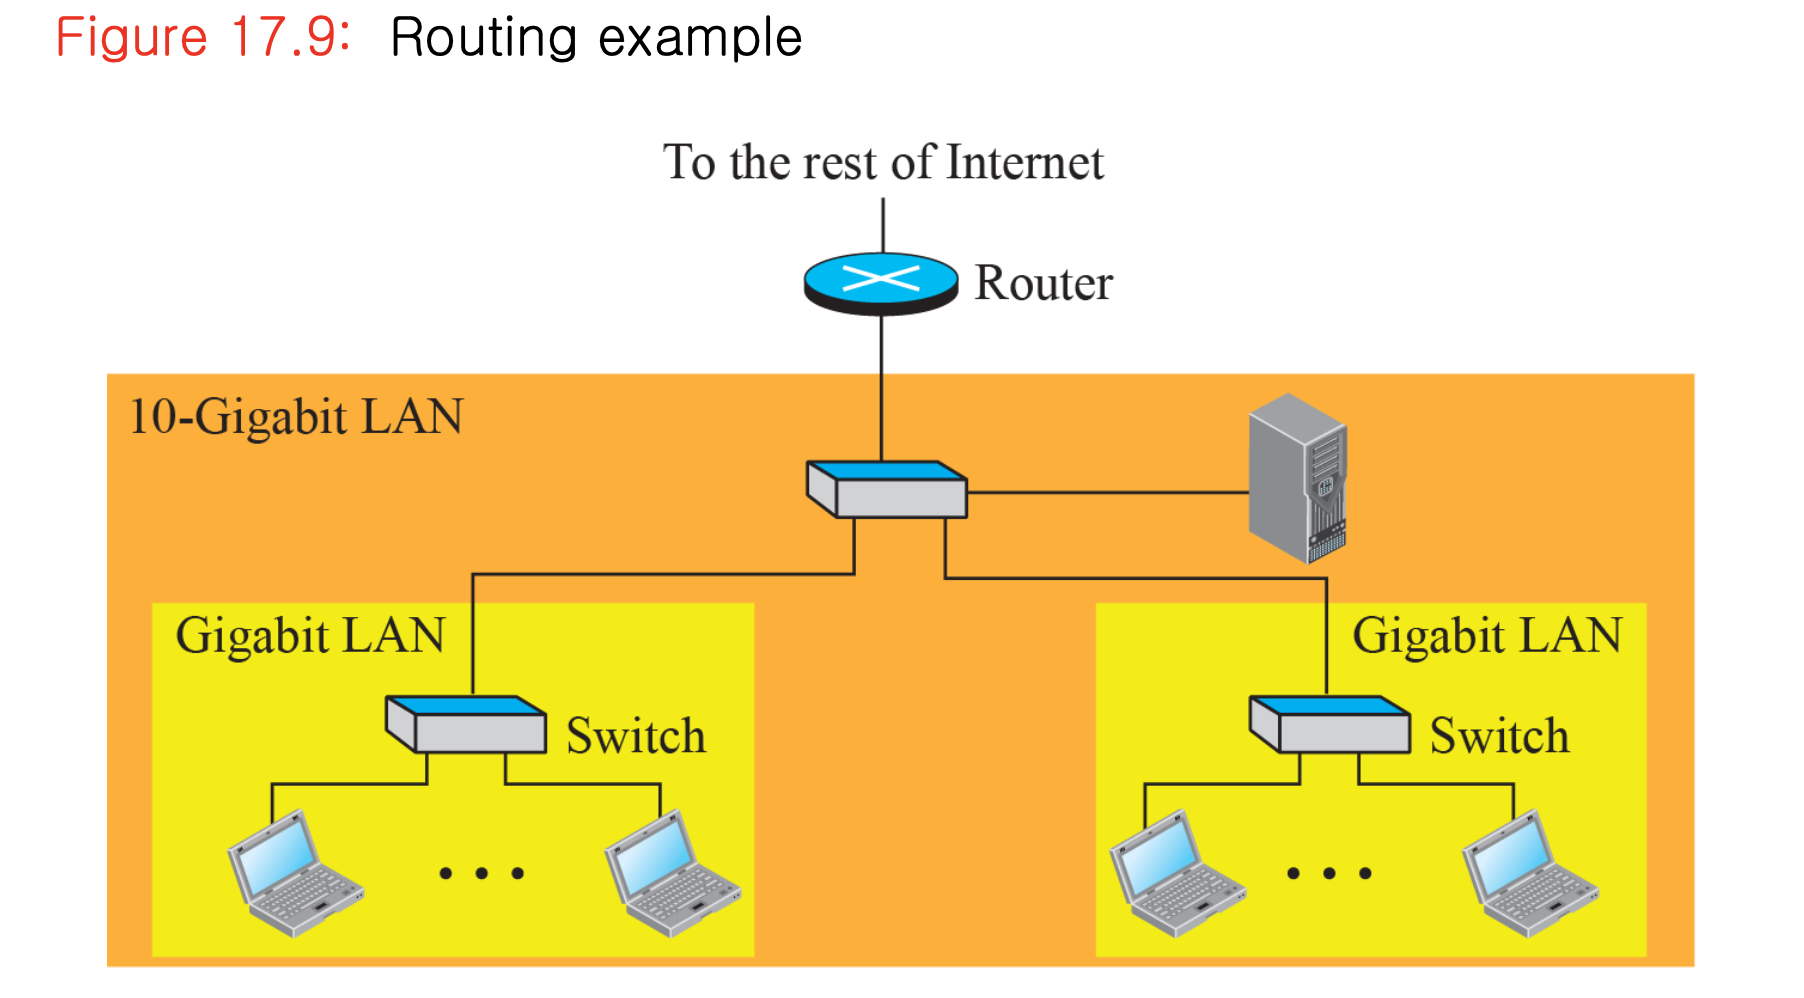 Figure 17.9: Routing example
To the rest of Internet
Router
10-Gigabit LAN
Gigabit LAN
Gigabit LAN
Switch
Switch